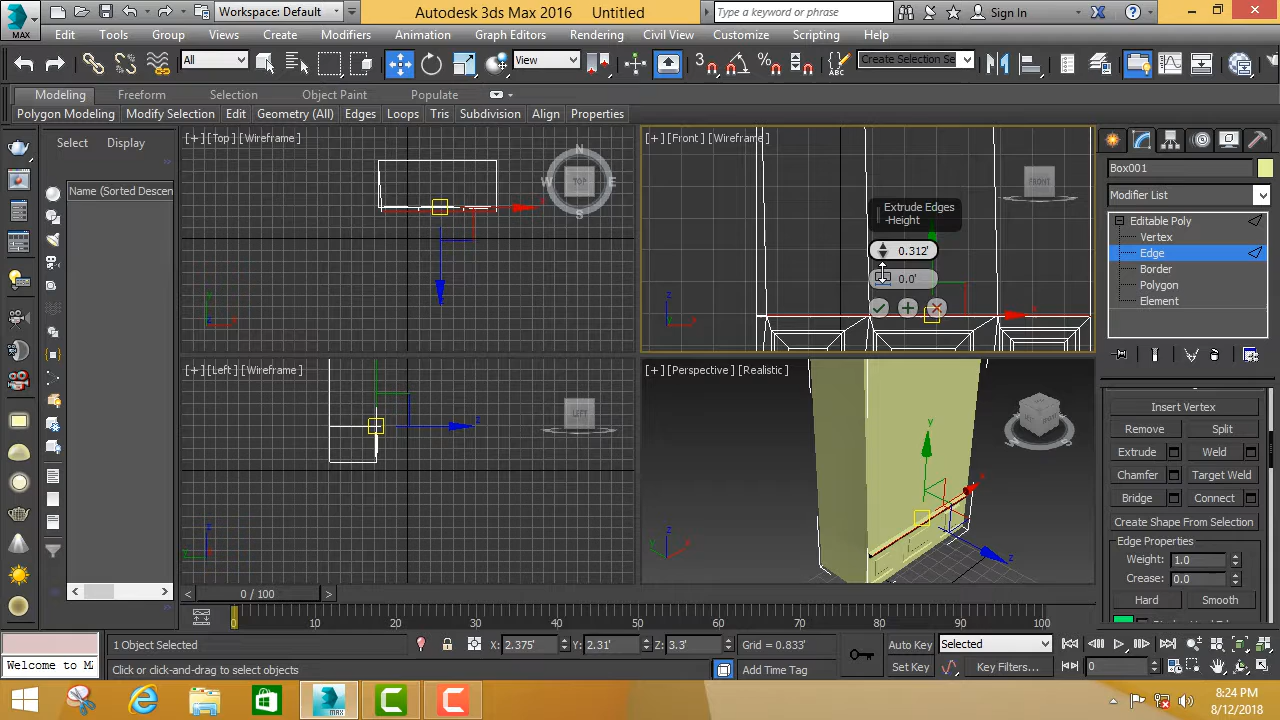 Workspace: Default
Autodesk 3ds Max 2016 Untitled
Type a keyword or phrase
Sign In
MAX
Edit Tools Group Views Create Modifiers Animation Graph Editors Rendering Civil View Customize Scripting Help
All
View
Create Selection Se
Modeling Freeform Selection Object Paint Populate
Polygon Modeling Modify Selection Edit Geometry (All) Edges Loops Tris Subdivision Align Properties
Select Display
Name (Sorted Descen
[+] [Top] [Wireframe]
N
W TOP E
S
[+] [Front] [Wireframe]
FRONT
Extrude Edges
-Height
0.312'
0.0'
[+] [Left] [Wireframe]
LEFT
[+] [Perspective] [Realistic]
Box001
Modifier List
Editable Poly
Vertex
Edge
Border
Polygon
Element
Insert Vertex
Remove Split
Extrude Weld
Chamfer Target Weld
Bridge Connect
Create Shape From Selection
Edge Properties
Weight: 1.0
Crease: 0.0
Hard Smooth
< 0 / 100 >
0 10 20 30 40 50 60 70 80 90 100
1 Object Selected
X: 2.375' Y: 2.31' Z: 3.3' Grid = 0.833'
Auto Key Selected
Welcome to M
Click or click-and-drag to select objects
Add Time Tag
Set Key Key Filters... 0
8:24 PM
8/12/2018